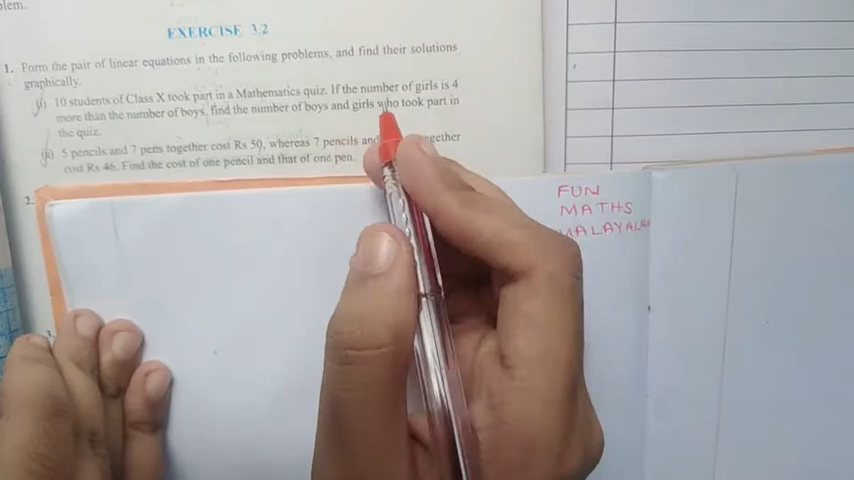 plem.
EXERCISE 3.2
1. Form the pair of linear equations in the following problems, and find their solutions
graphically.
(i) 10 students of Class X took part in a Mathematics quiz. If the number of girls is 4
more than the number of boys, find the number of boys and girls who took part in
the quiz.
(ii) 5 pencils and 7 pens together cost Rs 50, whereas 7 pencils and together
cost Rs 46. Find the cost of one pencil and that of one pen.
2.
3.
FUN
MATHS
MALAYALAM